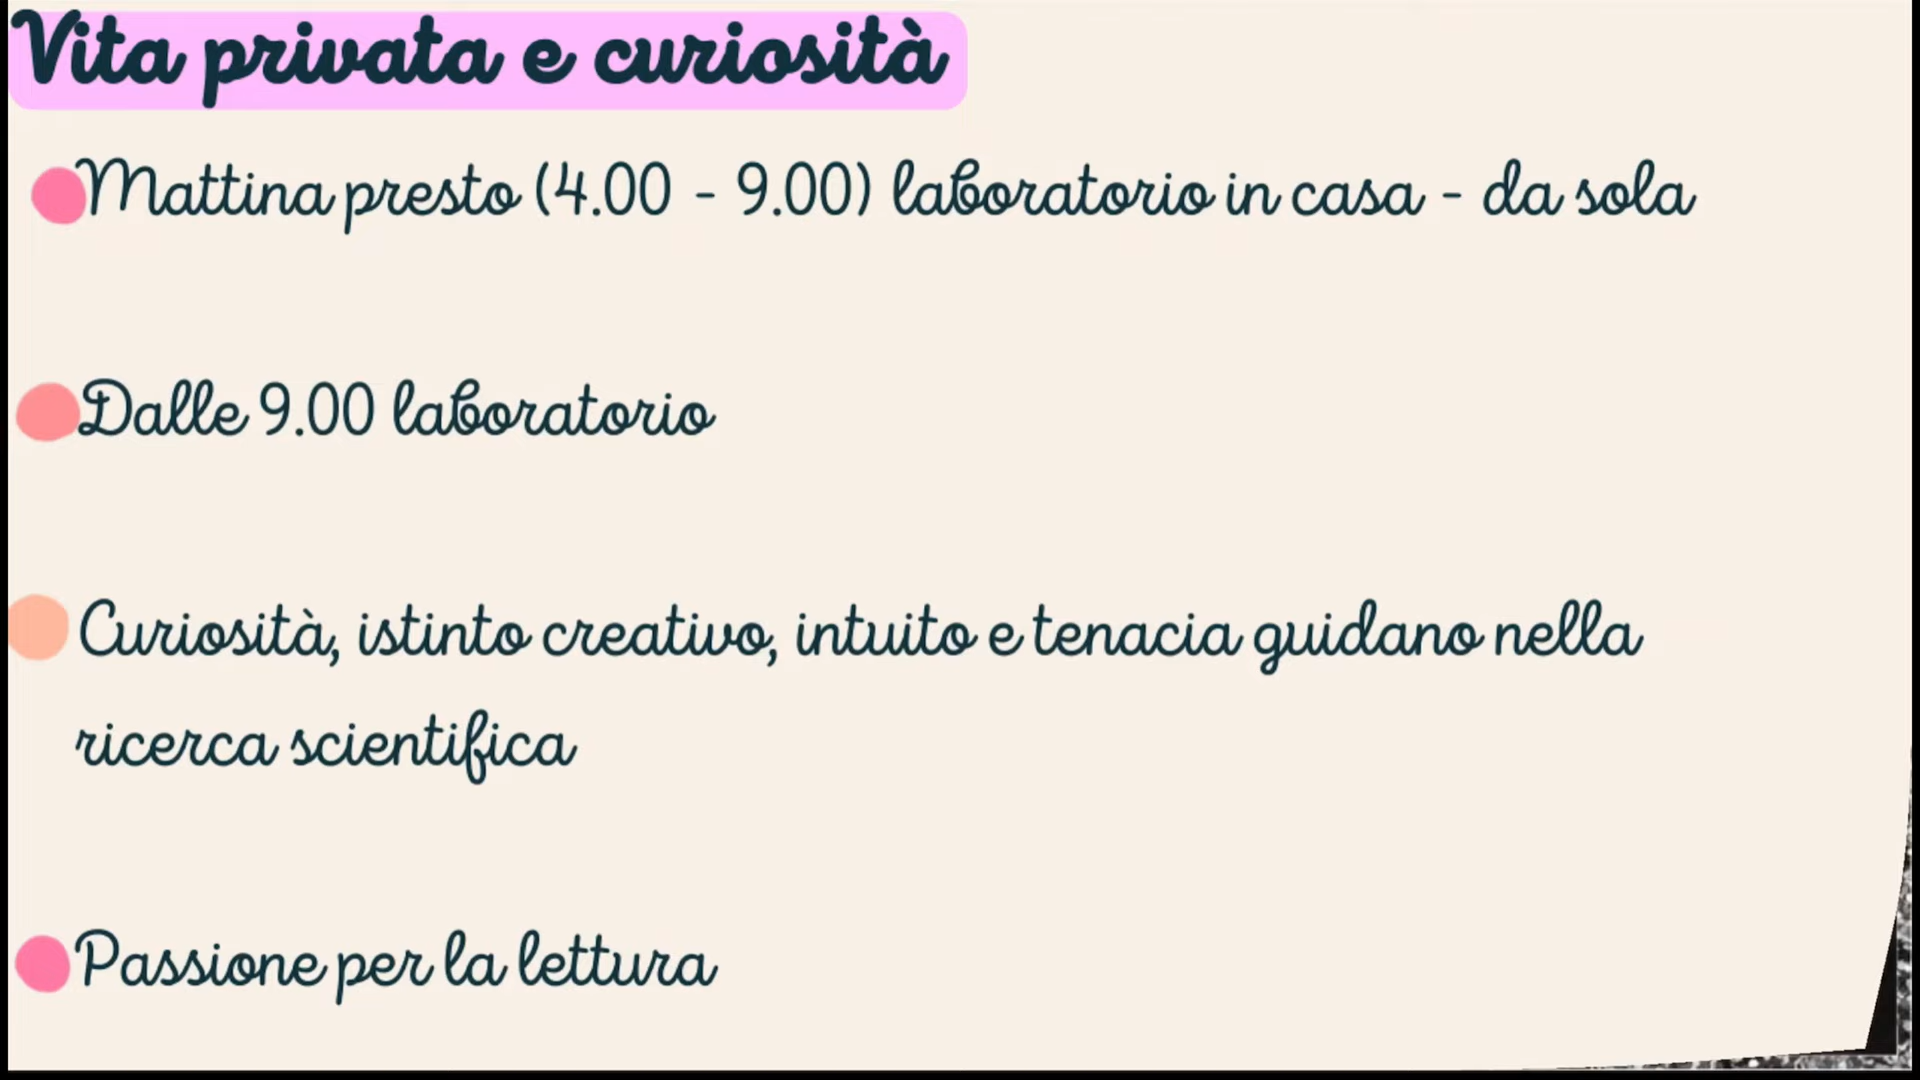 Vita privata e curiosità
Mattina presto (4.00 - 9.00) laboratorio in casa - da sola
Dalle 9.00 laboratorio
Curiosità, istinto creativo, intuito e tenacia guidano nella
ricerca scientifica
Passione per la lettura